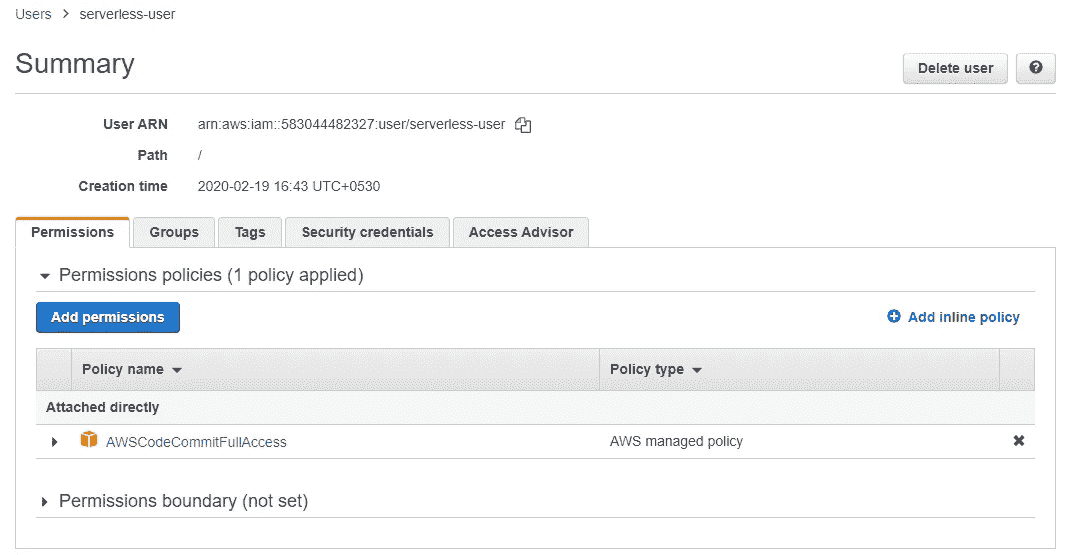 Users > serverless-user
Summary
Delete user ?
User ARN arn:aws:iam::583044482327:user/serverless-user
Path /
Creation time 2020-02-19 16:43 UTC+0530
Permissions Groups Tags Security credentials Access Advisor
Permissions policies (1 policy applied)
Add permissions Add inline policy
Policy name Policy type
Attached directly
AWSCodeCommitFullAccess AWS managed policy
Permissions boundary (not set)